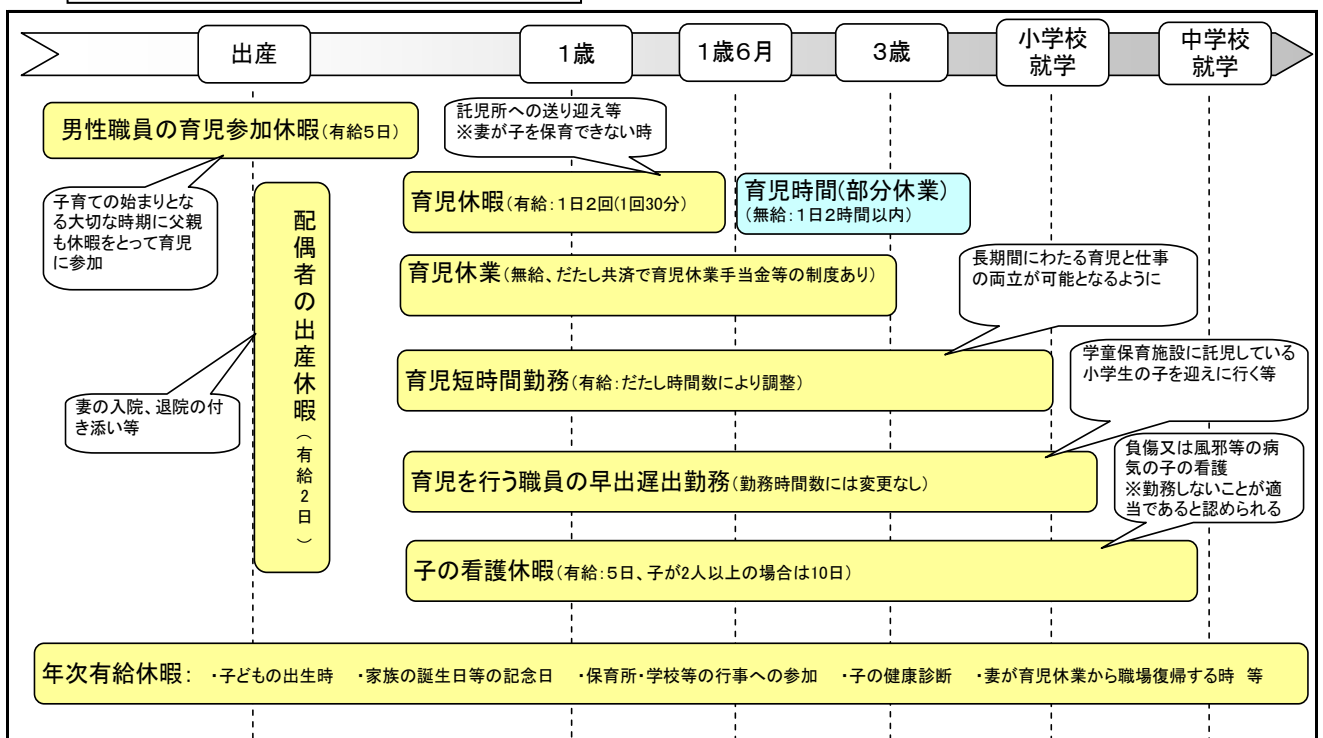 出産
1歳
1歳6月
3歳
小学校
就学
中学校
就学
男性職員の育児参加休暇(有給5日)
託児所への送り迎え等
※妻が子を保育できない時
子育ての始まりとな
る大切な時期に父親
も休暇をとって育児
に参加
配偶者の出産休暇(有給2日)
妻の入院、退院の付
き添い等
育児休暇(有給:1日2回(1回30分)
育児時間(部分休業)
(無給:1日2時間以内)
育児休業(無給、だたし共済で育児休業手当金等の制度あり)
長期間にわたる育児と仕事
の両立が可能となるように
育児短時間勤務(有給:だたし時間数により調整)
学童保育施設に託児している
小学生の子を迎えに行く等
育児を行う職員の早出遅出勤務(勤務時間数には変更なし)
負傷又は風邪等の病
気の子の看護
※勤務しないことが適
当であると認められる
子の看護休暇(有給:5日、子が2人以上の場合は10日)
年次有給休暇: ・子どもの出生時 ・家族の誕生日等の記念日 ・保育所・学校等の行事への参加 ・子の健康診断 ・妻が育児休業から職場復帰する時 等